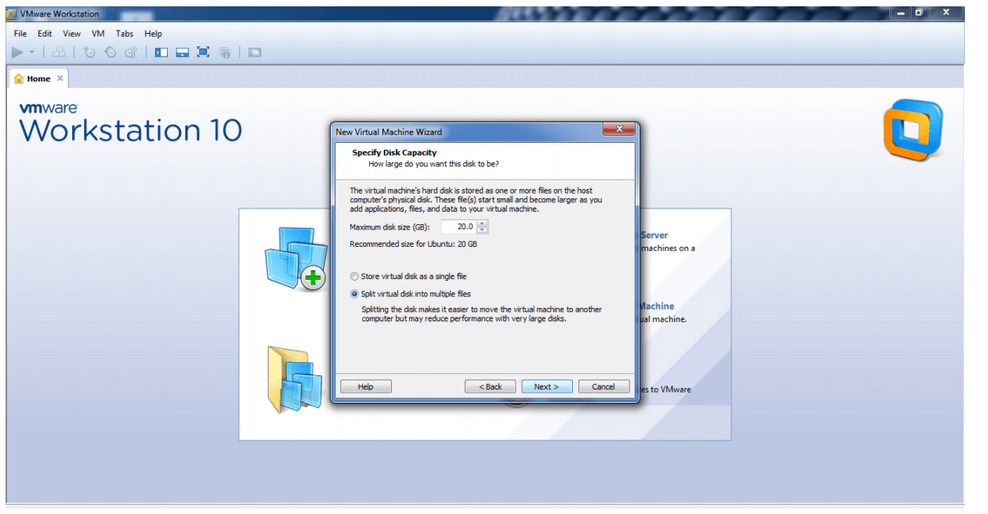 VMware Workstation
File Edit View VM Tabs Help
Home
vmware
Workstation 10
New Virtual Machine Wizard
Specify Disk Capacity
How large do you want this disk to be?
The virtual machine's hard disk is stored as one or more files on the host
computer's physical disk. These file(s) start small and become larger as you
add applications, files, and data to your virtual machine.
Maximum disk size (GB): 20.0
Recommended size for Ubuntu: 20 GB
Store virtual disk as a single file
Split virtual disk into multiple files
Splitting the disk makes it easier to move the virtual machine to another
computer but may reduce performance with very large disks.
Help < Back Next > Cancel
Server
machines on a
Machine
ual machine.
es to VMware